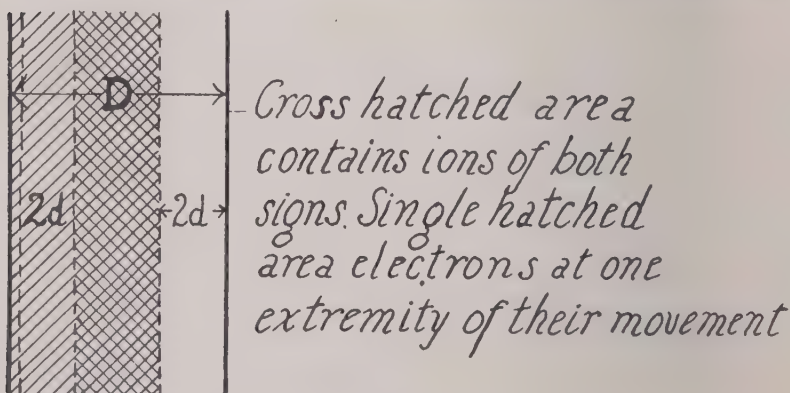 D
Cross hatched area
contains ions of both
2d 2d signs. Single hatched
area electrons at one
extremity of their movement